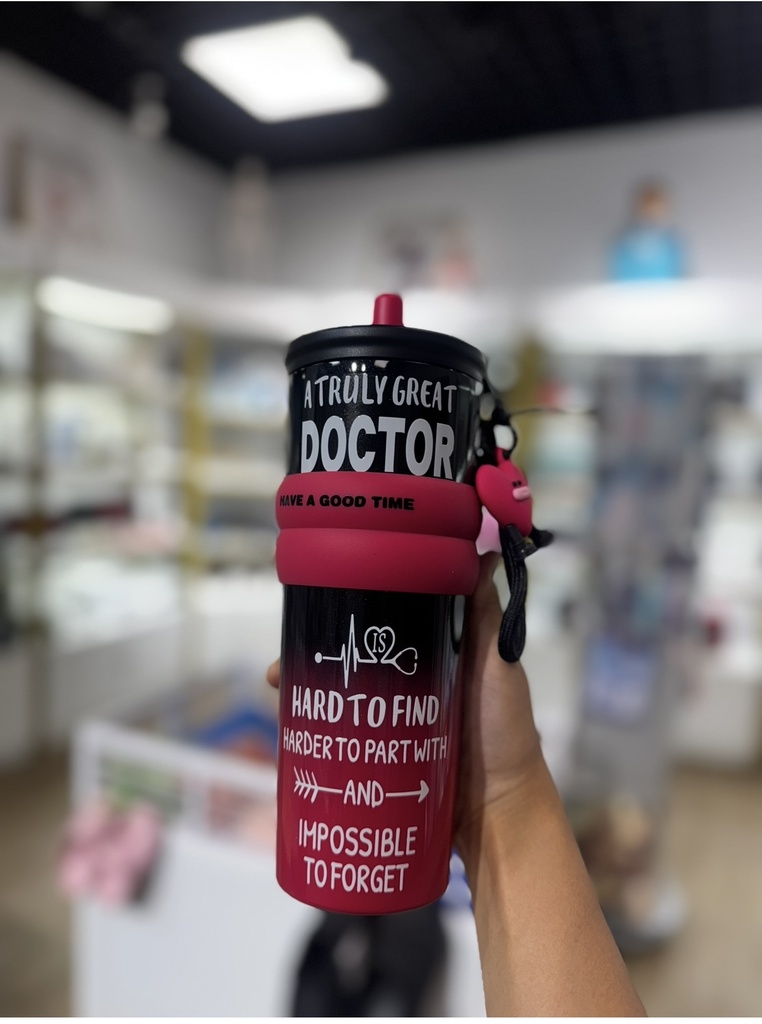 A TRULY GREAT
DOCTOR
HAVE A GOOD TIME
IS
HARD TO FIND
HARDER TO PART WITH
AND
IMPOSSIBLE
TO FORGET